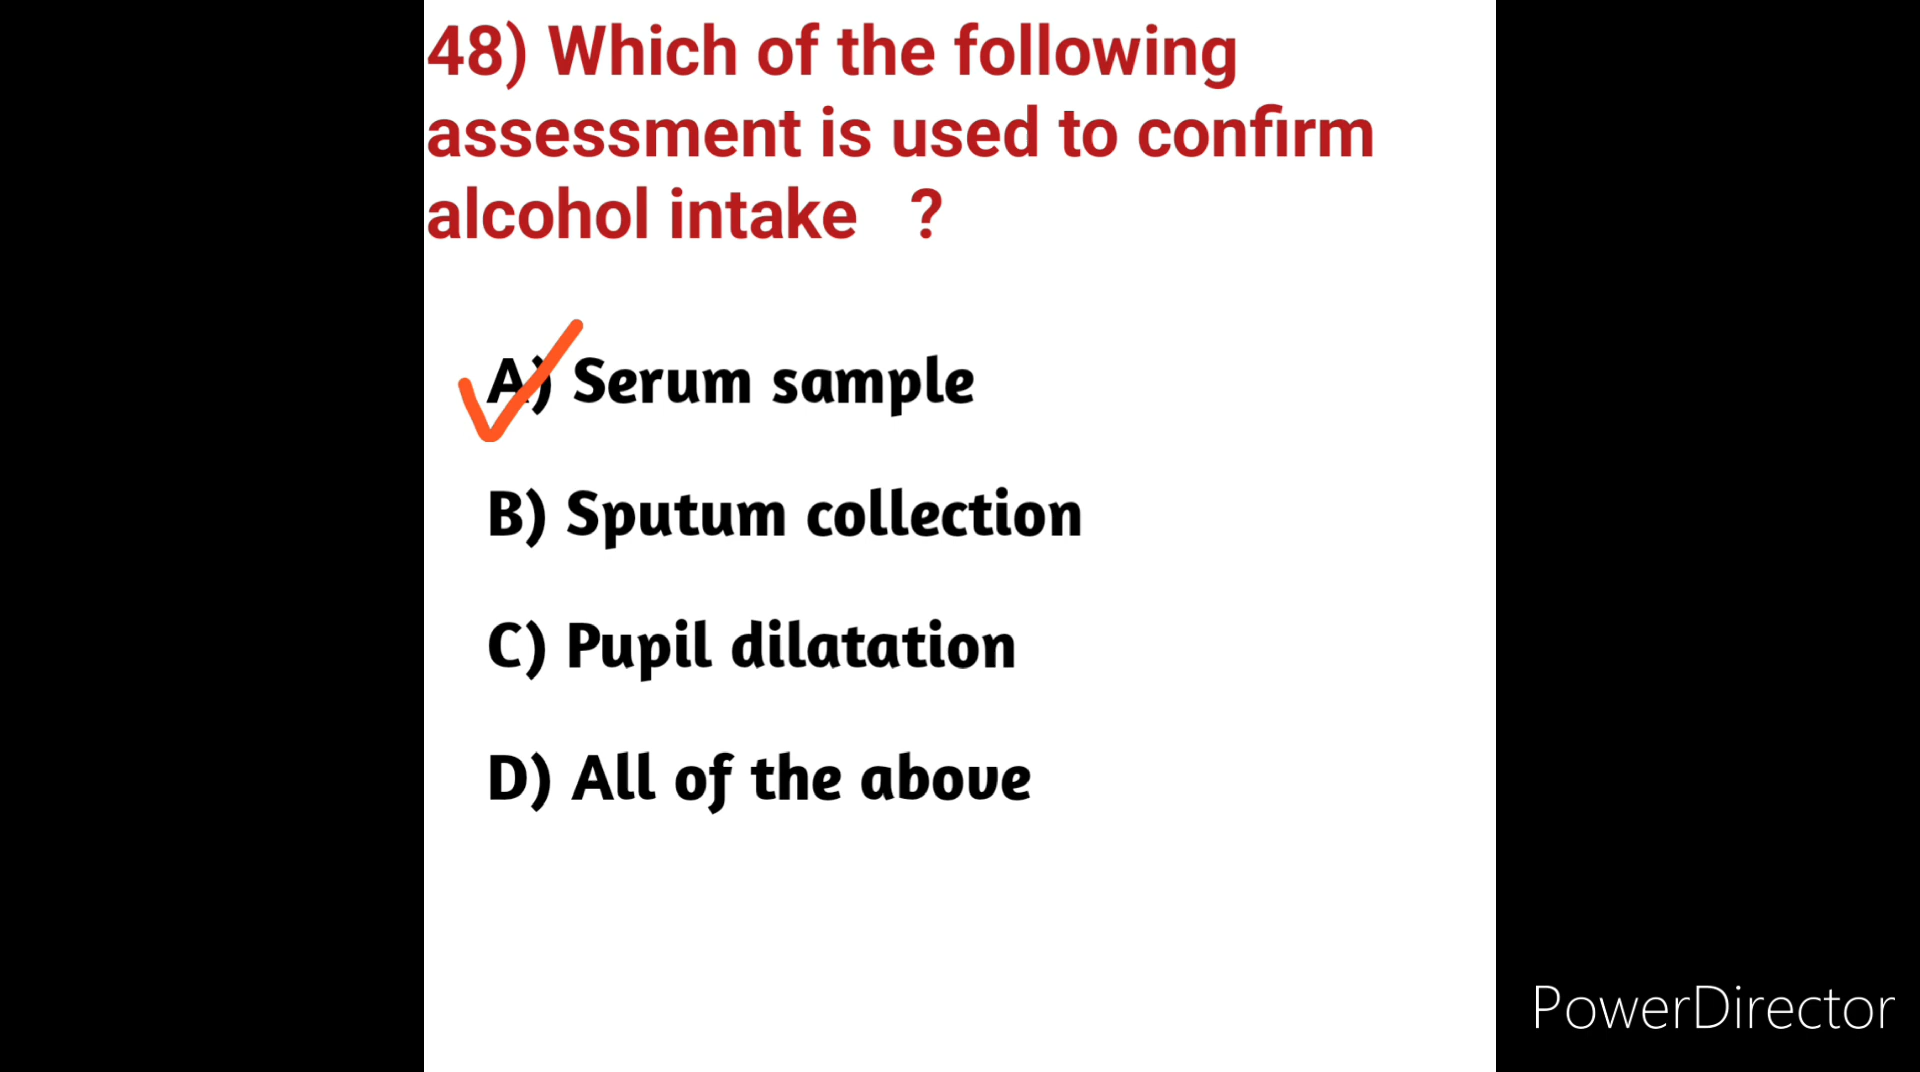 48) Which of the following
assessment is used to confirm
alcohol intake ?
A) Serum sample
B) Sputum collection
C) Pupil dilatation
D) All of the above
PowerDirector